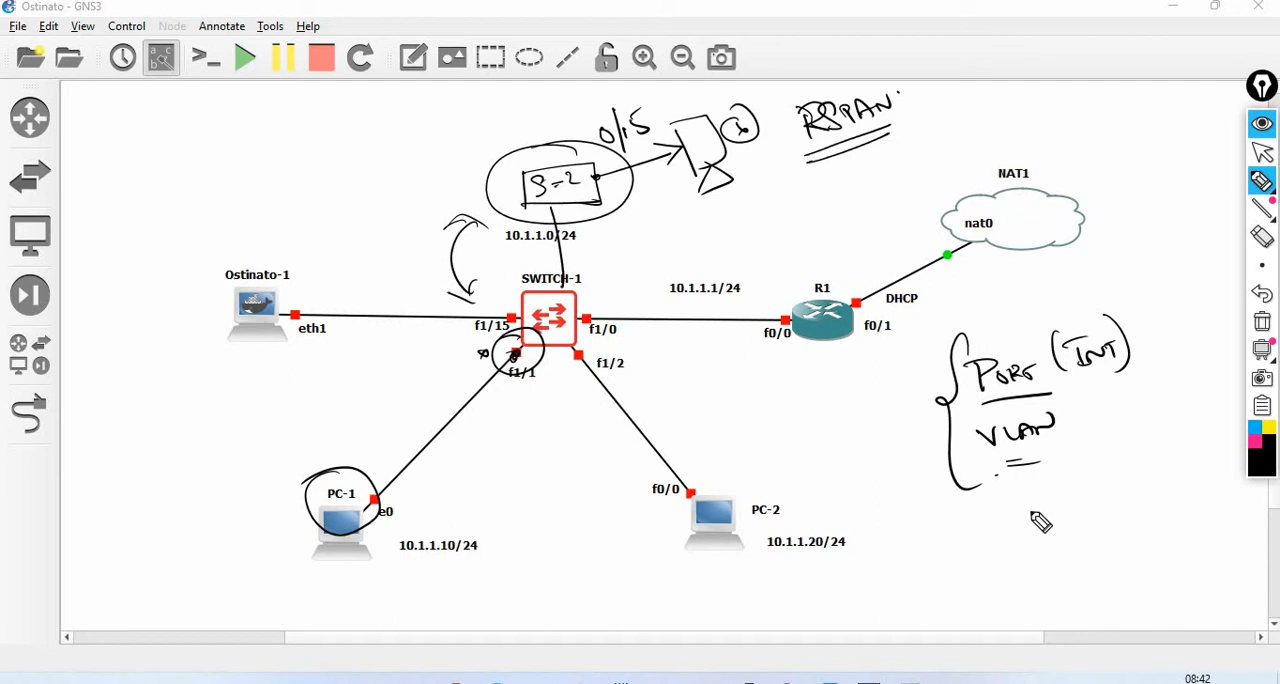 Ostinato - GNS3
File Edit View Control Node Annotate Tools Help
0/15
RSPAN
S-2
NAT1
nat0
10.1.1.0/24
Ostinato-1
SWITCH-1
10.1.1.1/24
R1
DHCP
eth1
f1/15
f1/0
f0/0
f0/1
f1/1
f1/2
PORT (INT)
VLAN
PC-1
e0
f0/0
PC-2
10.1.1.10/24
10.1.1.20/24
08:42